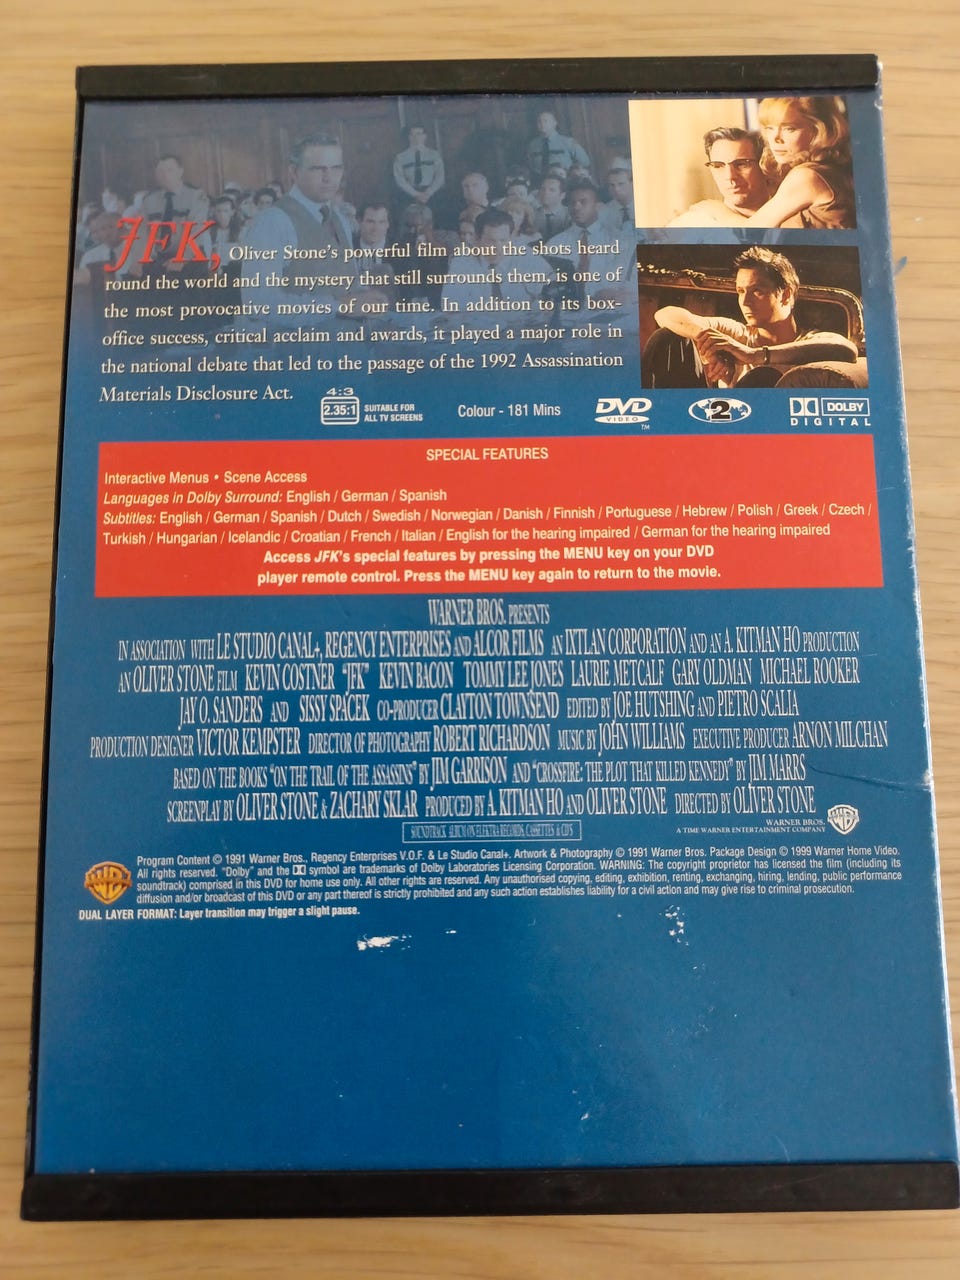 JFK, Oliver Stone's powerful film about the shots heard
round the world and the mystery that still surrounds them, is one of
the most provocative movies of our time. In addition to its box-
office success, critical acclaim and awards, it played a major role in
the national debate that led to the passage of the 1992 Assassination
Materials Disclosure Act.
4:3
2.35:1
SUITABLE FOR
ALL TV SCREENS
Colour - 181 Mins
DVD
VIDEO
TM
2
DOLBY
DIGITAL
SPECIAL FEATURES
Interactive Menus • Scene Access
Languages in Dolby Surround: English / German / Spanish
Subtitles: English / German / Spanish / Dutch / Swedish / Norwegian / Danish / Finnish / Portuguese / Hebrew / Polish / Greek / Czech /
Turkish / Hungarian / Icelandic / Croatian / French / Italian / English for the hearing impaired / German for the hearing impaired
Access JFK's special features by pressing the MENU key on your DVD
player remote control. Press the MENU key again to return to the movie.
WARNER BROS. PRESENTS
IN ASSOCIATION WITH LE STUDIO CANAL+, REGENCY ENTERPRISES AND ALCOR FILMS AN IXTLAN CORPORATION AND AN A. KITMAN HO PRODUCTION
AN OLIVER STONE FILM KEVIN COSTNER "JFK" KEVIN BACON TOMMY LEE JONES LAURIE METCALF GARY OLDMAN MICHAEL ROOKER
JAY O. SANDERS AND SISSY SPACEK CO-PRODUCER CLAYTON TOWNSEND EDITED BY JOE HUTSHING AND PIETRO SCALIA
PRODUCTION DESIGNER VICTOR KEMPSTER DIRECTOR OF PHOTOGRAPHY ROBERT RICHARDSON MUSIC BY JOHN WILLIAMS EXECUTIVE PRODUCER ARNON MILCHAN
BASED ON THE BOOKS "ON THE TRAIL OF THE ASSASSINS" BY JIM GARRISON AND "CROSSFIRE: THE PLOT THAT KILLED KENNEDY" BY JIM MARRS
SCREENPLAY BY OLIVER STONE & ZACHARY SKLAR PRODUCED BY A. KITMAN HO AND OLIVER STONE DIRECTED BY OLIVER STONE
SOUNDTRACK ALBUM ON ELEKTRA RECORDS, CASSETTES & CD'S
WARNER BROS.
A TIME WARNER ENTERTAINMENT COMPANY
Program Content © 1991 Warner Bros., Regency Enterprises V.O.F. & Le Studio Canal+. Artwork & Photography © 1991 Warner Bros. Package Design © 1999 Warner Home Video.
All rights reserved. "Dolby" and the DD symbol are trademarks of Dolby Laboratories Licensing Corporation. WARNING: The copyright proprietor has licensed the film (including its
soundtrack) comprised in this DVD for home use only. All other rights are reserved. Any unauthorised copying, editing, exhibition, renting, exchanging, hiring, lending, public performance
diffusion and/or broadcast of this DVD or any part thereof is strictly prohibited and any such action establishes liability for a civil action and may give rise to criminal prosecution.
DUAL LAYER FORMAT: Layer transition may trigger a slight pause.